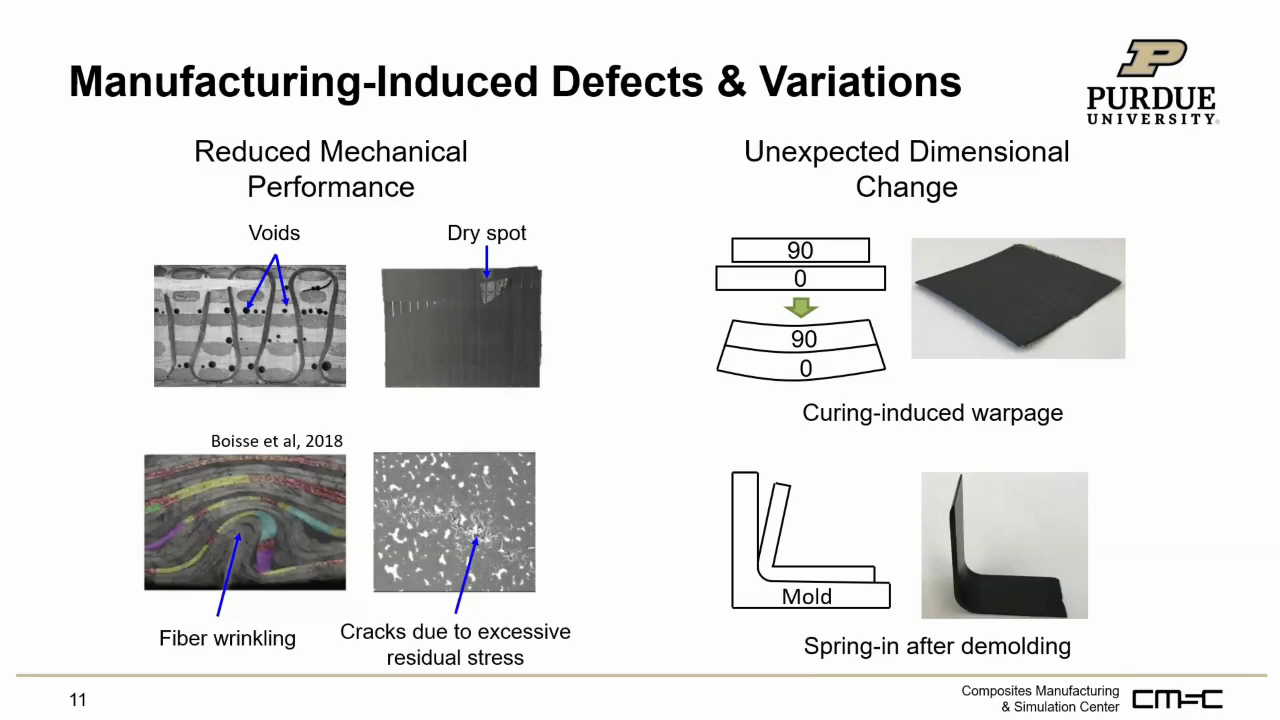 Manufacturing-Induced Defects & Variations
PURDUE
UNIVERSITY®
Reduced Mechanical
Performance
Voids
Dry spot
Boisse et al, 2018
Fiber wrinkling
Cracks due to excessive
residual stress
Unexpected Dimensional
Change
90
0
90
0
Curing-induced warpage
Mold
Spring-in after demolding
11
Composites Manufacturing
& Simulation Center
CMSC